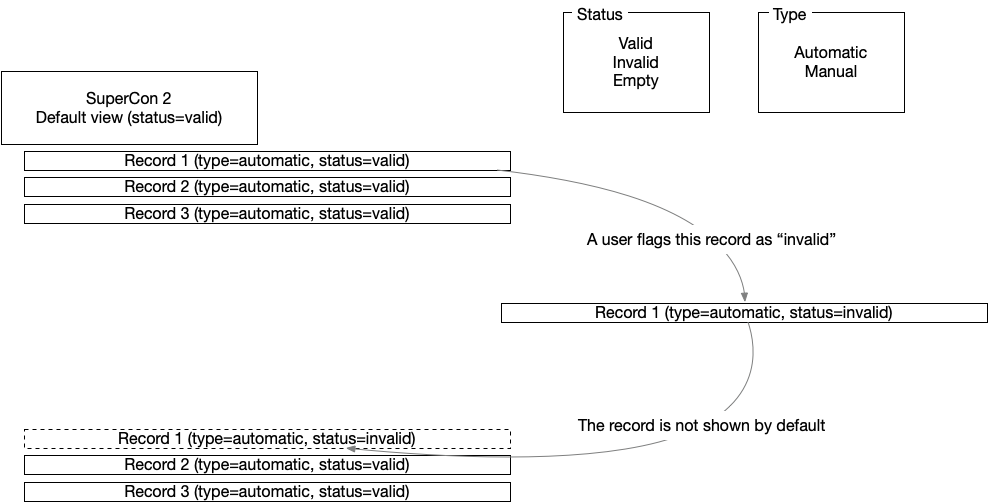 Status
Valid
Invalid
Empty
Type
Automatic
Manual
SuperCon 2
Default view (status=valid)
Record 1 (type=automatic, status=valid)
Record 2 (type=automatic, status=valid)
Record 3 (type=automatic, status=valid)
A user flags this record as “invalid”
Record 1 (type=automatic, status=invalid)
The record is not shown by default
Record 1 (type=automatic, status=invalid)
Record 2 (type=automatic, status=valid)
Record 3 (type=automatic, status=valid)